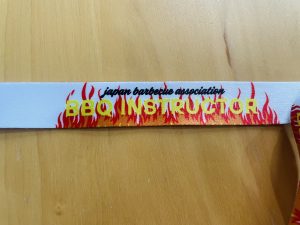 japan barbecue association
BBQ INSTRUCTOR